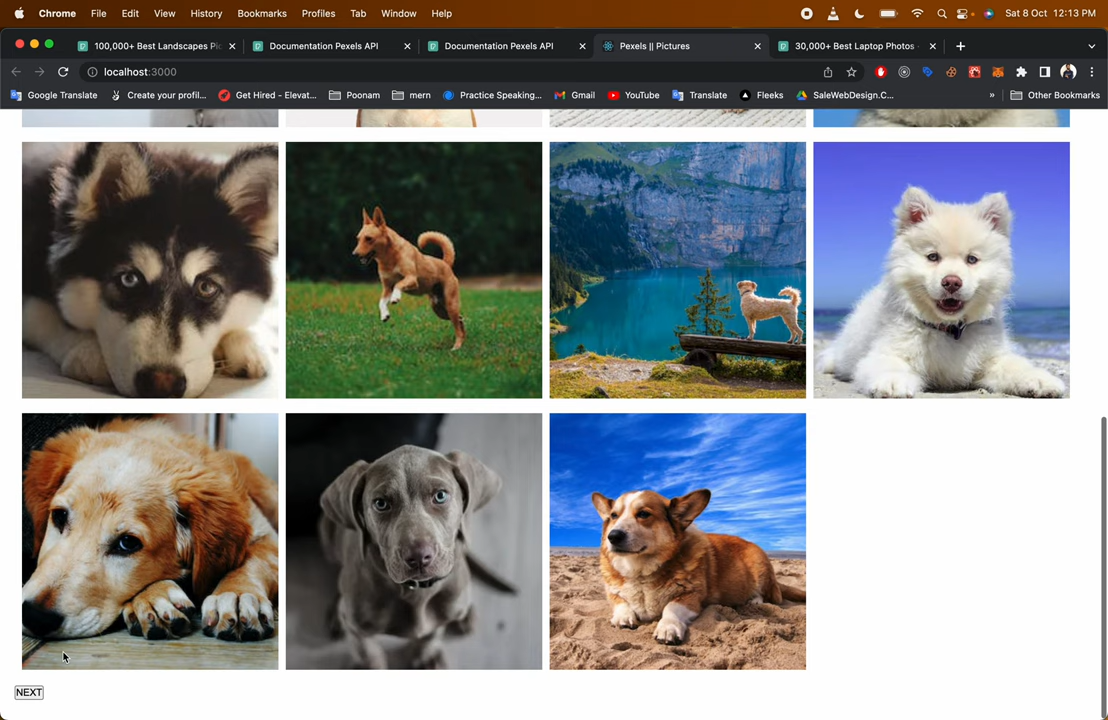 Chrome File Edit View History Bookmarks Profiles Tab Window Help Sat 8 Oct 12:13 PM
100,000+ Best Landscapes Pic Documentation Pexels API Documentation Pexels API Pexels || Pictures 30,000+ Best Laptop Photos
localhost:3000
Google Translate Create your profil... Get Hired - Elevat... Poonam mern Practice Speaking... Gmail YouTube Translate Fleeks SaleWebDesign.C... » Other Bookmarks
NEXT